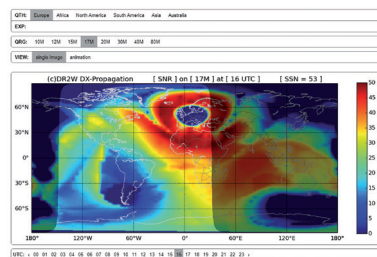 QTH: Europe Africa North America South America Asia Australia
EXP:
QRG: 10M 12M 15M 17M 20M 30M 40M 80M
VIEW: single image animation
(c)DR2W DX-Propagation [ SNR ] on [ 17M ] at [ 16 UTC ] [ SSN = 53 ]
60°N
30°N
0°
30°S
60°S
180° 120°W 60°W 0° 60°E 120°E 180°
50
45
40
35
30
25
20
15
10
5
0
UTC: ‹ 00 01 02 03 04 05 06 07 08 09 10 11 12 13 14 15 16 17 18 19 20 21 22 23 ›